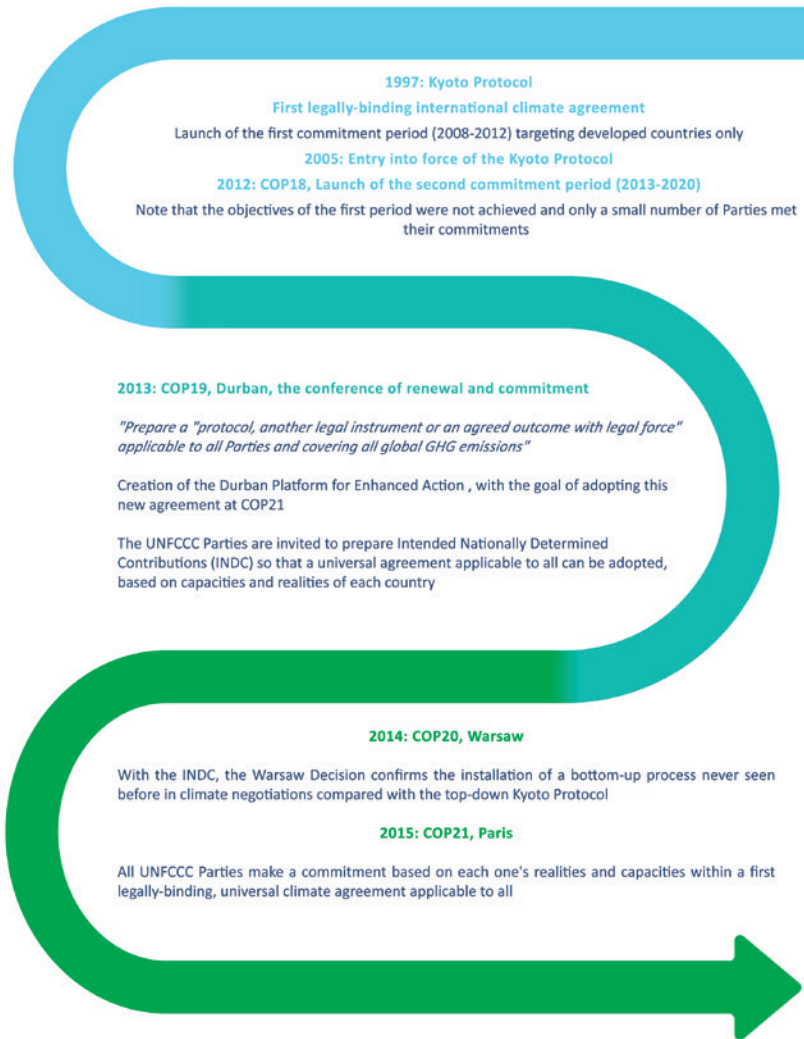 1997: Kyoto Protocol
First legally-binding international climate agreement
Launch of the first commitment period (2008-2012) targeting developed countries only
2005: Entry into force of the Kyoto Protocol
2012: COP18, Launch of the second commitment period (2013-2020)
Note that the objectives of the first period were not achieved and only a small number of Parties met
their commitments
2013: COP19, Durban, the conference of renewal and commitment
"Prepare a "protocol, another legal instrument or an agreed outcome with legal force"
applicable to all Parties and covering all global GHG emissions"
Creation of the Durban Platform for Enhanced Action , with the goal of adopting this
new agreement at COP21
The UNFCCC Parties are invited to prepare Intended Nationally Determined
Contributions (INDC) so that a universal agreement applicable to all can be adopted,
based on capacities and realities of each country
2014: COP20, Warsaw
With the INDC, the Warsaw Decision confirms the installation of a bottom-up process never seen
before in climate negotiations compared with the top-down Kyoto Protocol
2015: COP21, Paris
All UNFCCC Parties make a commitment based on each one's realities and capacities within a first
legally-binding, universal climate agreement applicable to all